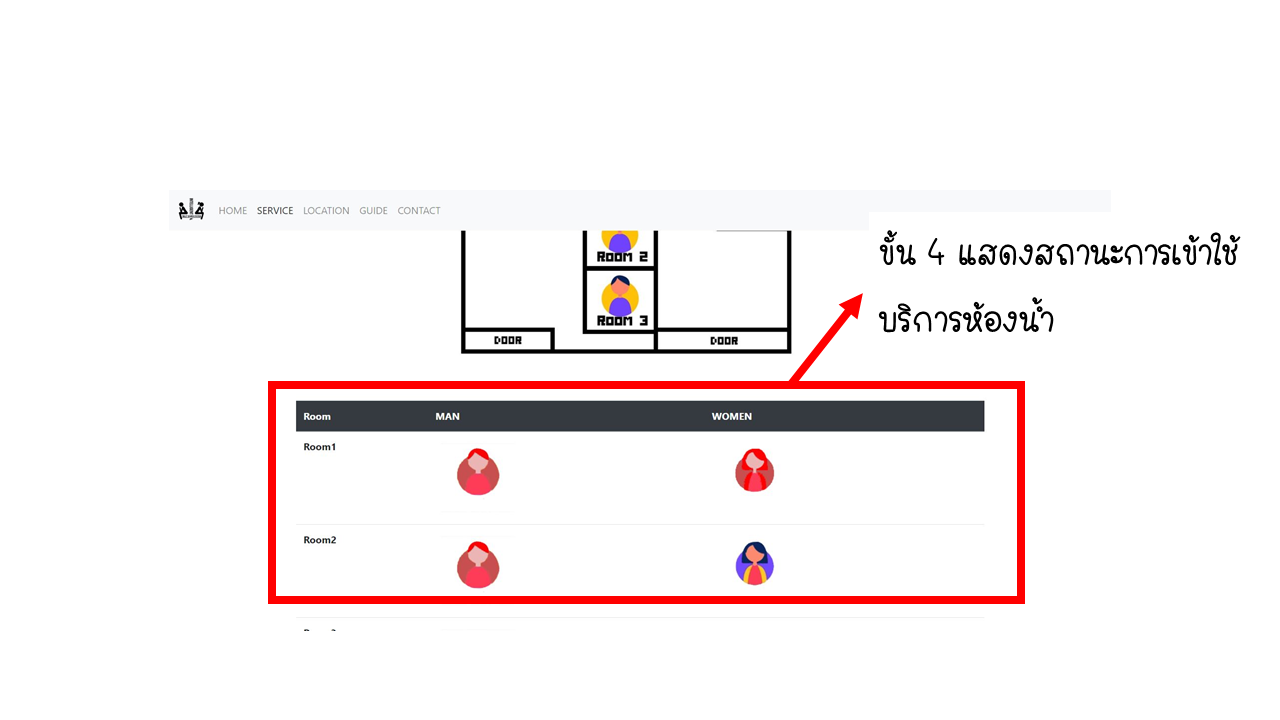 HOME SERVICE LOCATION GUIDE CONTACT
ขั้น 4 แสดงสถานะการเข้าใช้
บริการห้องน้ำ
ROOM 2
ROOM 3
DOOR DOOR
Room MAN WOMEN
Room1
Room2